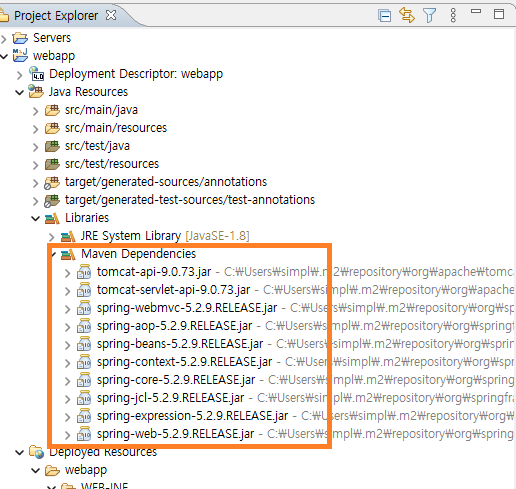 Project Explorer
Servers
webapp
Deployment Descriptor: webapp
Java Resources
src/main/java
src/main/resources
src/test/java
src/test/resources
target/generated-sources/annotations
target/generated-test-sources/test-annotations
Libraries
JRE System Library [JavaSE-1.8]
Maven Dependencies
tomcat-api-9.0.73.jar - C:₩Users₩simpl₩.m2₩repository₩org₩apache₩tomc
tomcat-servlet-api-9.0.73.jar - C:₩Users₩simpl₩.m2₩repository₩org₩apache
spring-webmvc-5.2.9.RELEASE.jar - C:₩Users₩simpl₩.m2₩repository₩org₩
spring-aop-5.2.9.RELEASE.jar - C:₩Users₩simpl₩.m2₩repository₩org₩spring
spring-beans-5.2.9.RELEASE.jar - C:₩Users₩simpl₩.m2₩repository₩org₩spri
spring-context-5.2.9.RELEASE.jar - C:₩Users₩simpl₩.m2₩repository₩org₩sp
spring-core-5.2.9.RELEASE.jar - C:₩Users₩simpl₩.m2₩repository₩org₩spring
spring-jcl-5.2.9.RELEASE.jar - C:₩Users₩simpl₩.m2₩repository₩org₩springfra
spring-expression-5.2.9.RELEASE.jar - C:₩Users₩simpl₩.m2₩repository₩org
spring-web-5.2.9.RELEASE.jar - C:₩Users₩simpl₩.m2₩repository₩org₩spring
Deployed Resources
webapp
WEB-INF